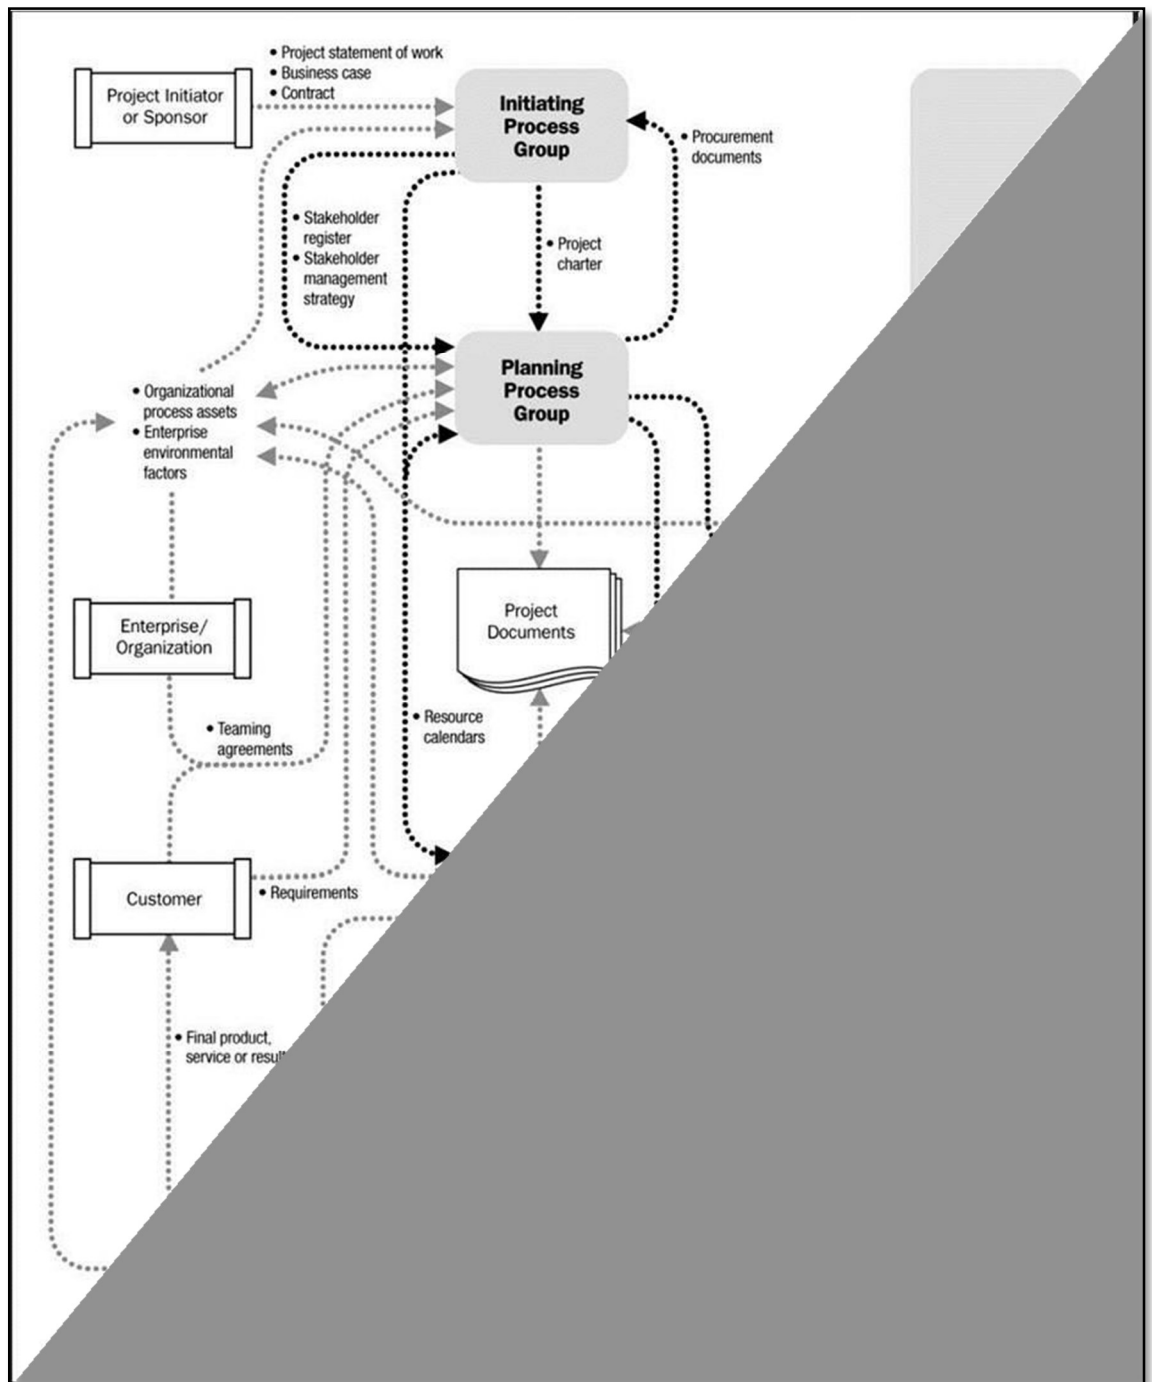 • Project statement of work
• Business case
• Contract
Project Initiator
or Sponsor
Initiating
Process
Group
• Procurement
documents
• Stakeholder
register
• Stakeholder
management
strategy
• Project
charter
Planning
Process
Group
• Organizational
process assets
• Enterprise
environmental
factors
Enterprise/
Organization
Project
Documents
• Teaming
agreements
• Resource
calendars
Customer
• Requirements
• Final product,
service or